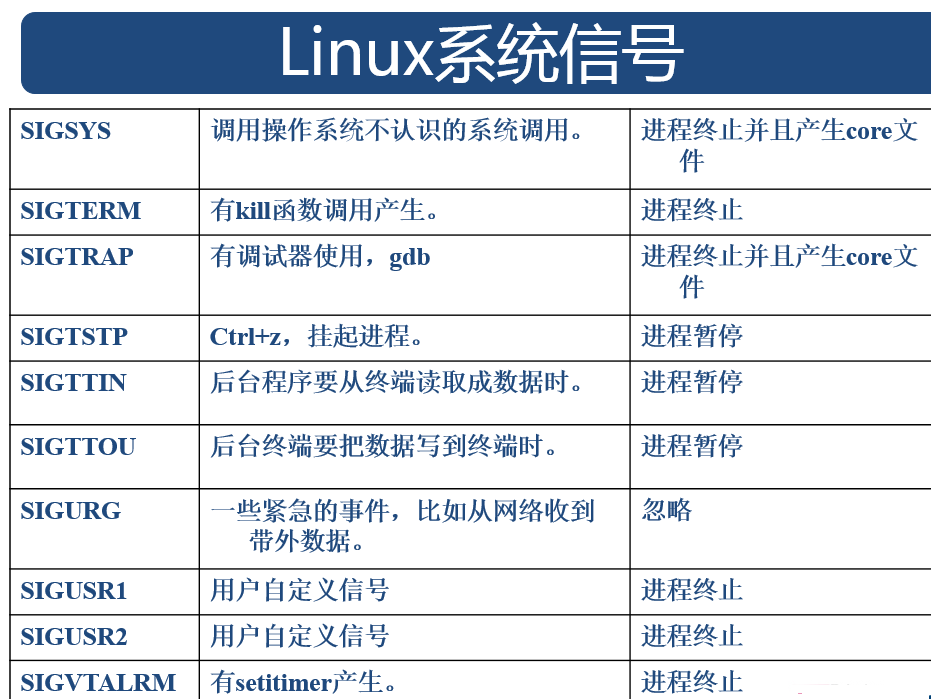 Linux系统信号
SIGSYS 调用操作系统不认识的系统调用。 进程终止并且产生core文
件
SIGTERM 有kill函数调用产生。 进程终止
SIGTRAP 有调试器使用，gdb 进程终止并且产生core文
件
SIGTSTP Ctrl+z，挂起进程。 进程暂停
SIGTTIN 后台程序要从终端读取成数据时。 进程暂停
SIGTTOU 后台终端要把数据写到终端时。 进程暂停
SIGURG 一些紧急的事件，比如从网络收到 忽略
带外数据。
SIGUSR1 用户自定义信号 进程终止
SIGUSR2 用户自定义信号 进程终止
SIGVTALRM 有setitimer产生。 进程终止